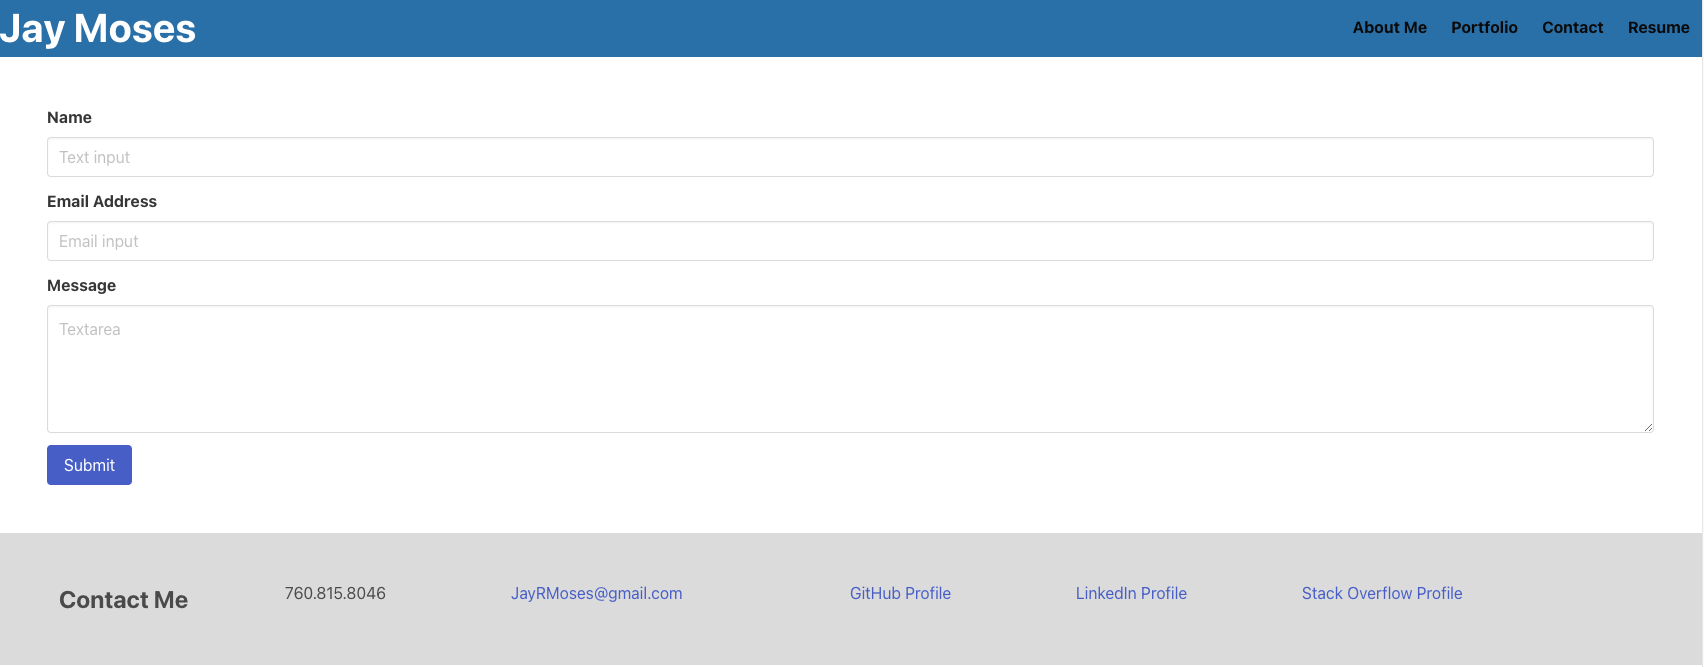 Jay Moses
About Me Portfolio Contact Resume
Name
Text input
Email Address
Email input
Message
Textarea
Submit
Contact Me 760.815.8046 JayRMoses@gmail.com GitHub Profile LinkedIn Profile Stack Overflow Profile